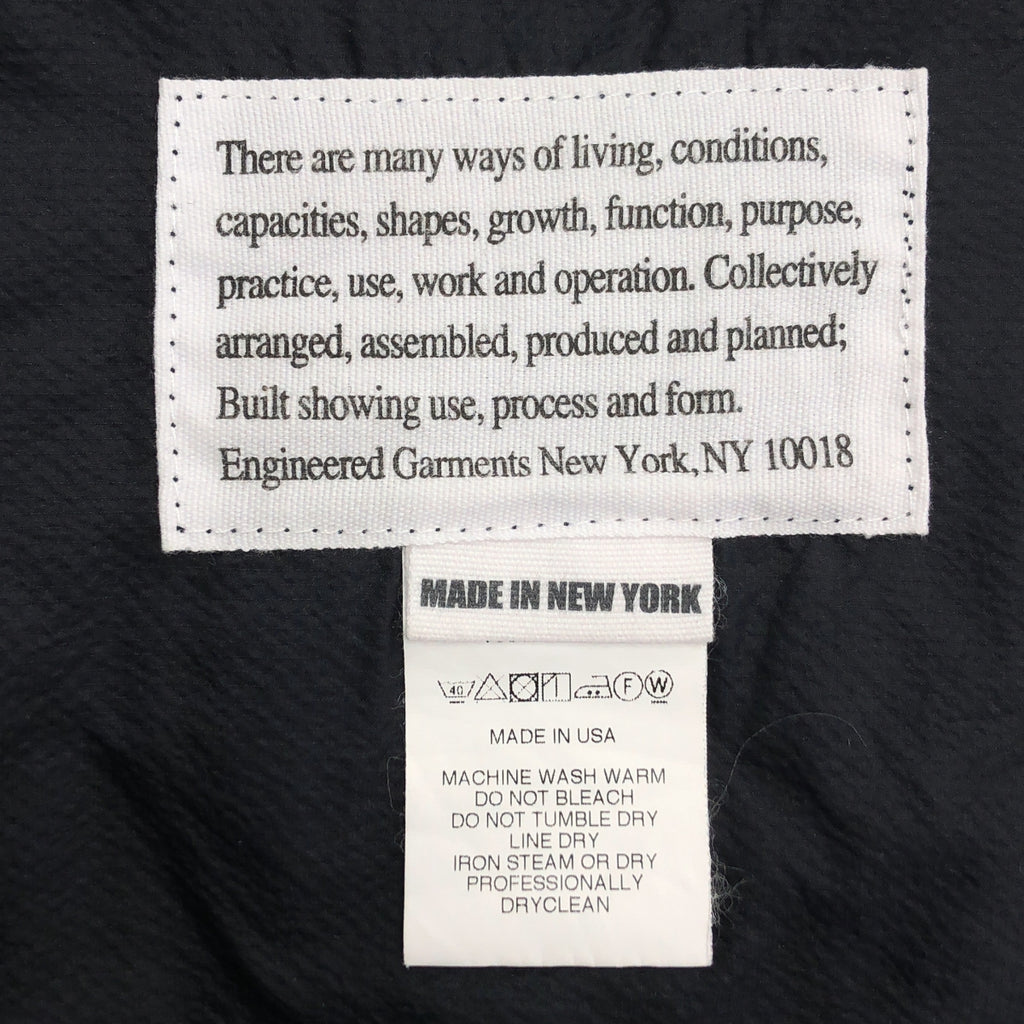 There are many ways of living, conditions,
capacities, shapes, growth, function, purpose,
practice, use, work and operation. Collectively
arranged, assembled, produced and planned;
Built showing use, process and form.
Engineered Garments New York, NY 10018
MADE IN NEW YORK
40 F W
MADE IN USA
MACHINE WASH WARM
DO NOT BLEACH
DO NOT TUMBLE DRY
LINE DRY
IRON STEAM OR DRY
PROFESSIONALLY
DRYCLEAN